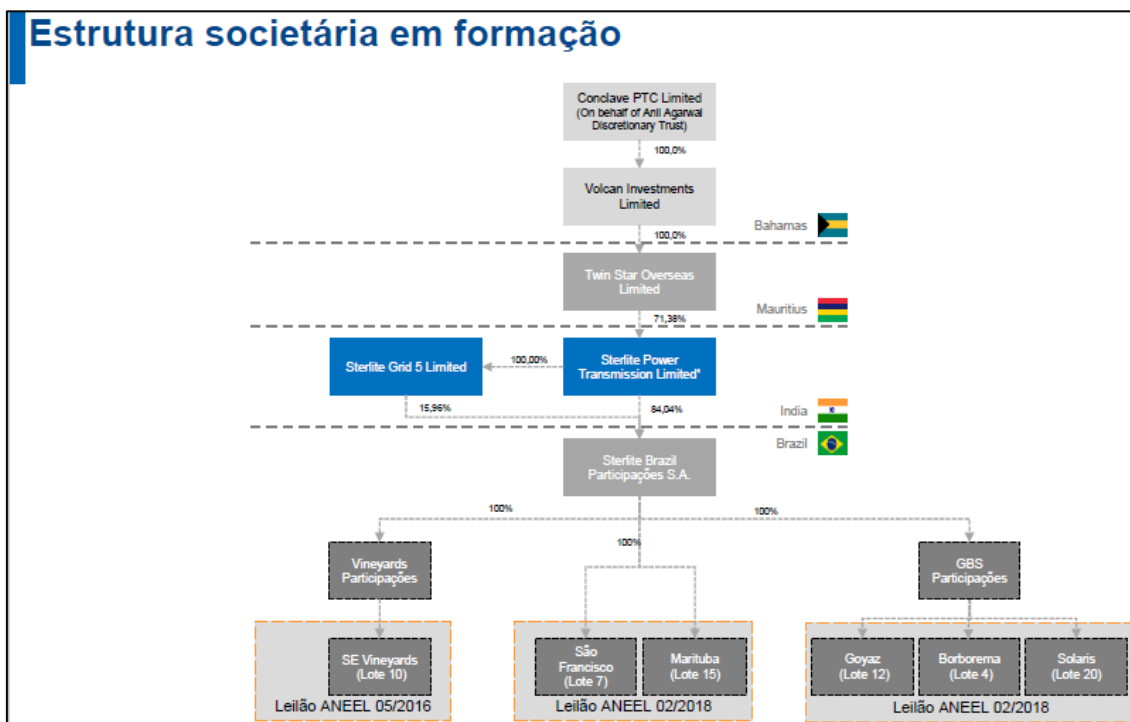 Estrutura societária em formação
Conclave PTC Limited
(On behalf of Anil Agarwal
Discretionary Trust)
100,0%
Volcan Investments
Limited
Bahamas
100,0%
Twin Star Overseas
Limited
Mauritius
71,38%
Sterlite Grid 5 Limited
100,00%
Sterlite Power
Transmission Limited*
15,96%
84,04%
India
Brazil
Sterlite Brazil
Participações S.A.
100%
100%
100%
Vineyards
Participações
GBS
Participações
SE Vineyards
(Lote 10)
São
Francisco
(Lote 7)
Marituba
(Lote 15)
Goyaz
(Lote 12)
Borborema
(Lote 4)
Solaris
(Lote 20)
Leilão ANEEL 05/2016
Leilão ANEEL 02/2018
Leilão ANEEL 02/2018